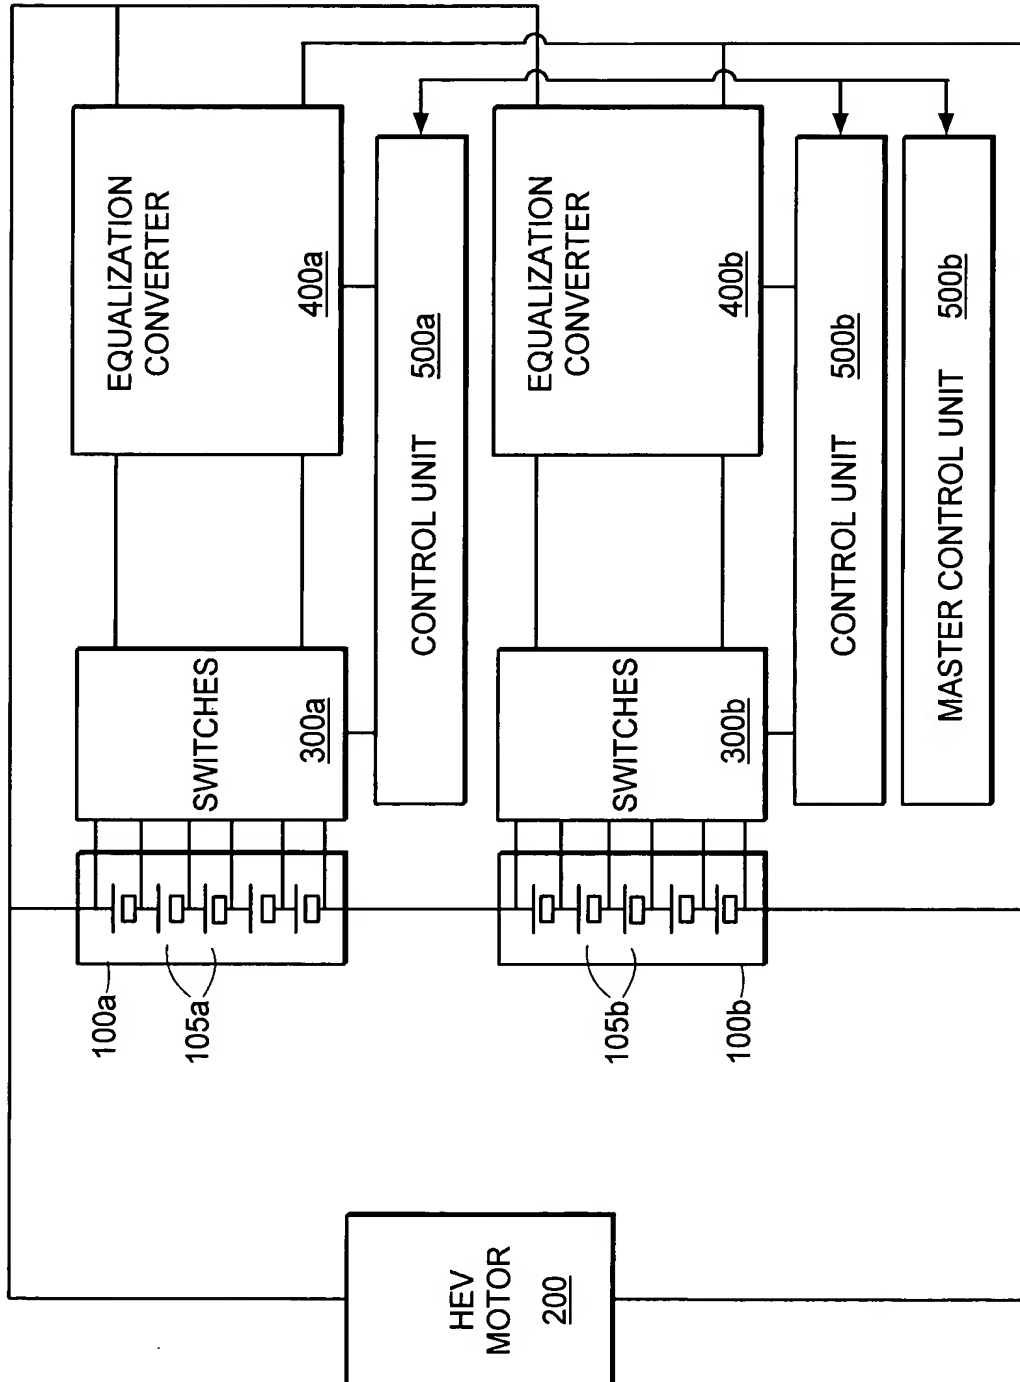 EQUALIZATION
CONVERTER
400a
CONTROL UNIT 500a
SWITCHES
300a
100a
105a
EQUALIZATION
CONVERTER
400b
CONTROL UNIT 500b
MASTER CONTROL UNIT 500b
SWITCHES
300b
105b
100b
HEV
MOTOR
200